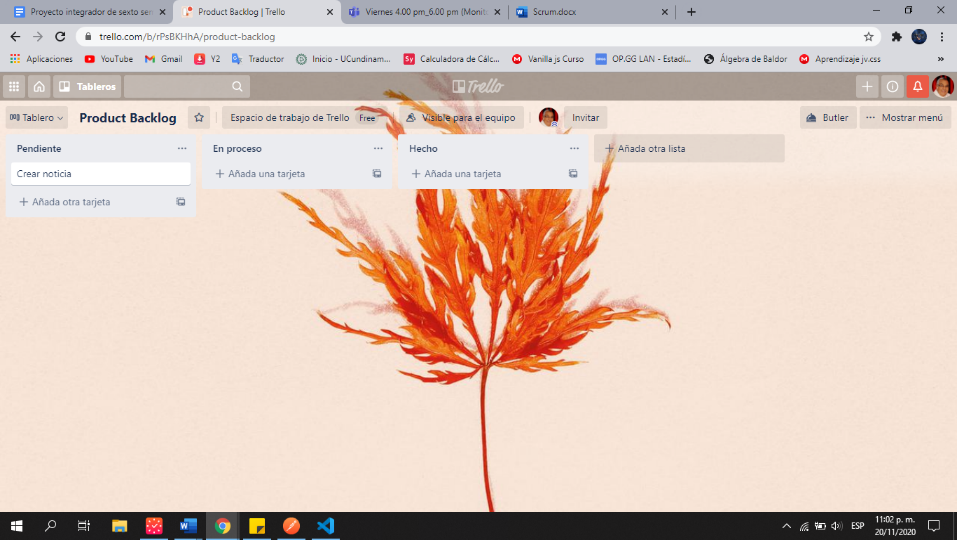 Proyecto integrador de sexto sem
Product Backlog | Trello
Viernes 4.00 pm_6.00 pm (Monito
Scrum.docx
trello.com/b/rPsBKHhA/product-backlog
Aplicaciones
YouTube
Gmail
Y2
Traductor
Inicio - UCundinam...
Calculadora de Cálc...
Vanilla js Curso
OP.GG LAN - Estadí...
Álgebra de Baldor
Aprendizaje jv.css
Tableros
Trello
Tablero
Product Backlog
Espacio de trabajo de Trello
Free
Visible para el equipo
Invitar
Butler
Mostrar menú
Pendiente
Crear noticia
Añada otra tarjeta
En proceso
Añada una tarjeta
Hecho
Añada una tarjeta
Añada otra lista
ESP
11:02 p. m.
20/11/2020